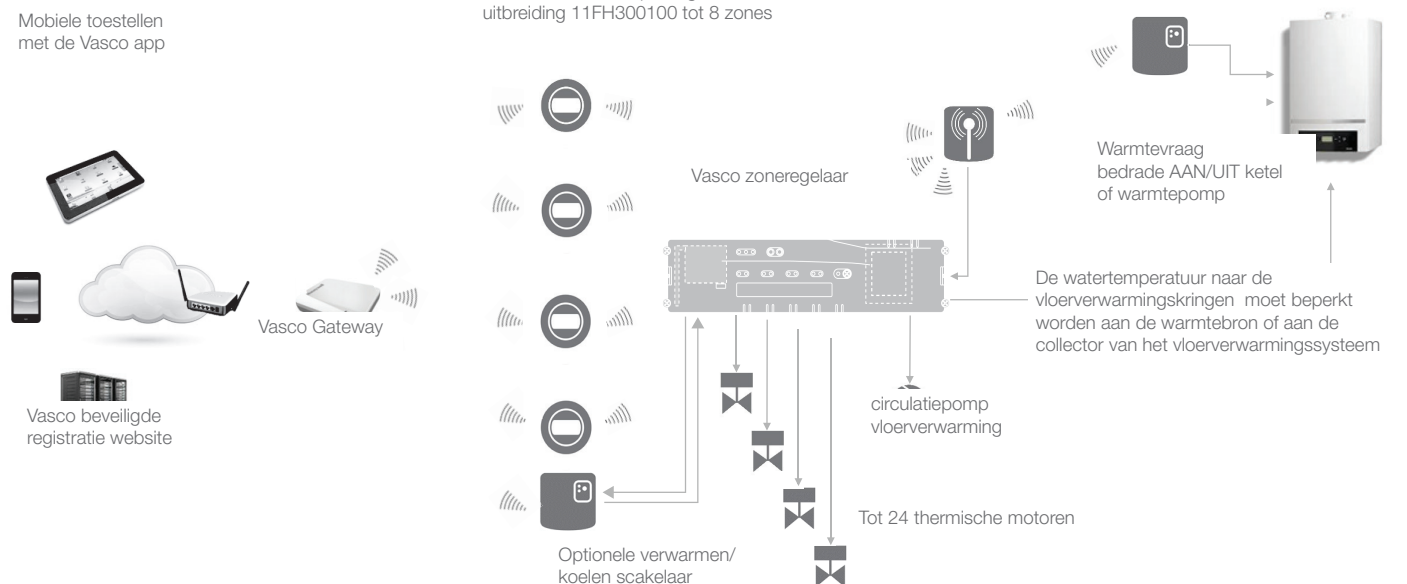 Mobiele toestellen
met de Vasco app
uitbreiding 11FH300100 tot 8 zones
Vasco Gateway
Vasco beveiligde
registratie website
Vasco zoneregelaar
Warmtevraag
bedrade AAN/UIT ketel
of warmtepomp
De watertemperatuur naar de
vloerverwarmingskringen moet beperkt
worden aan de warmtebron of aan de
collector van het vloerverwarmingssysteem
circulatiepomp
vloerverwarming
Tot 24 thermische motoren
Optionele verwarmen/
koelen scakelaar